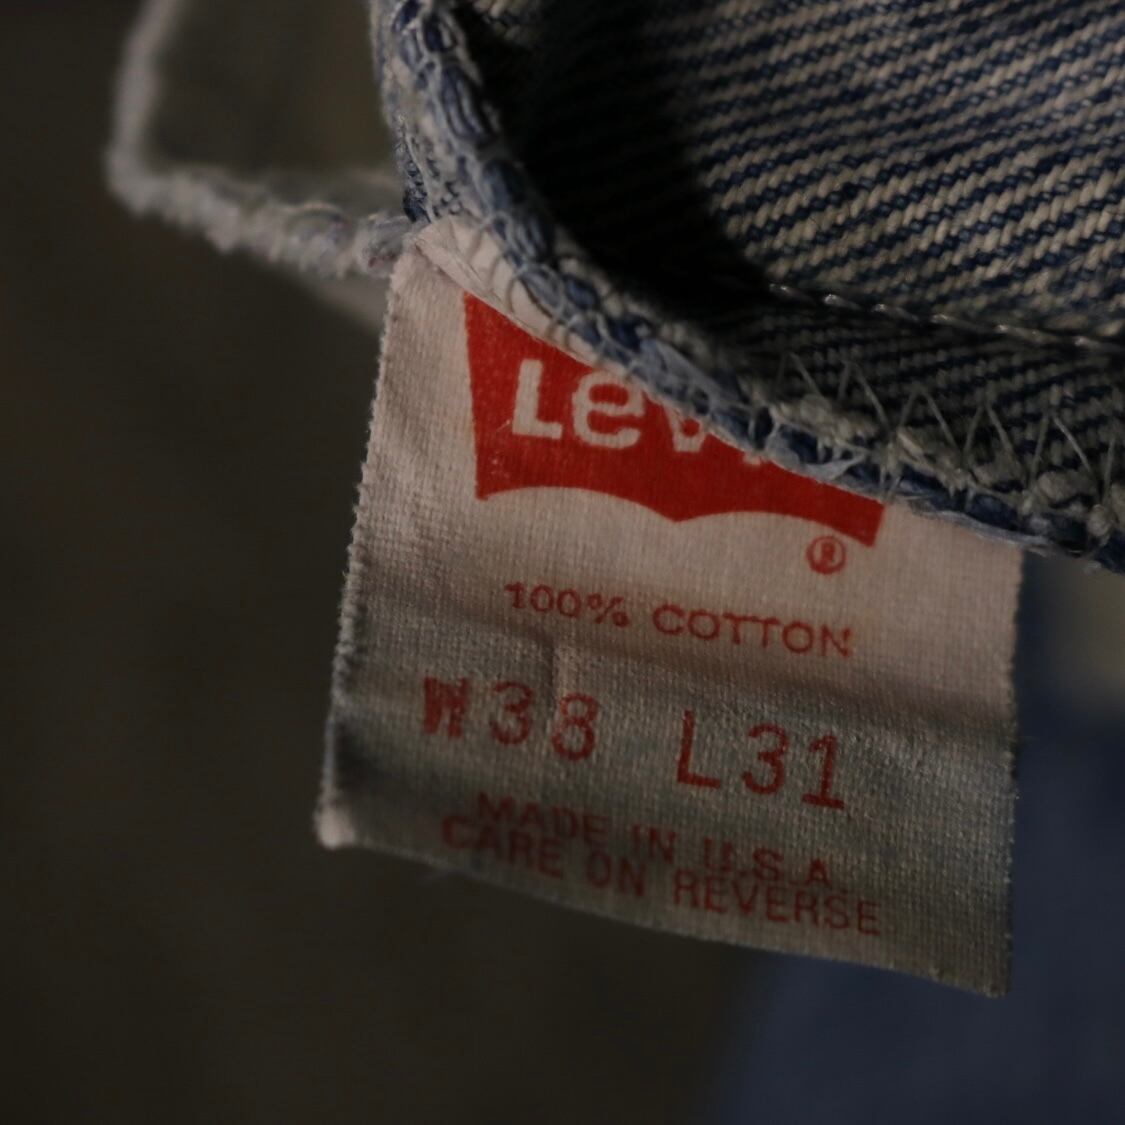 Levi
®
100% COTTON
W38 L31
MADE IN U.S.A.
CARE ON REVERSE